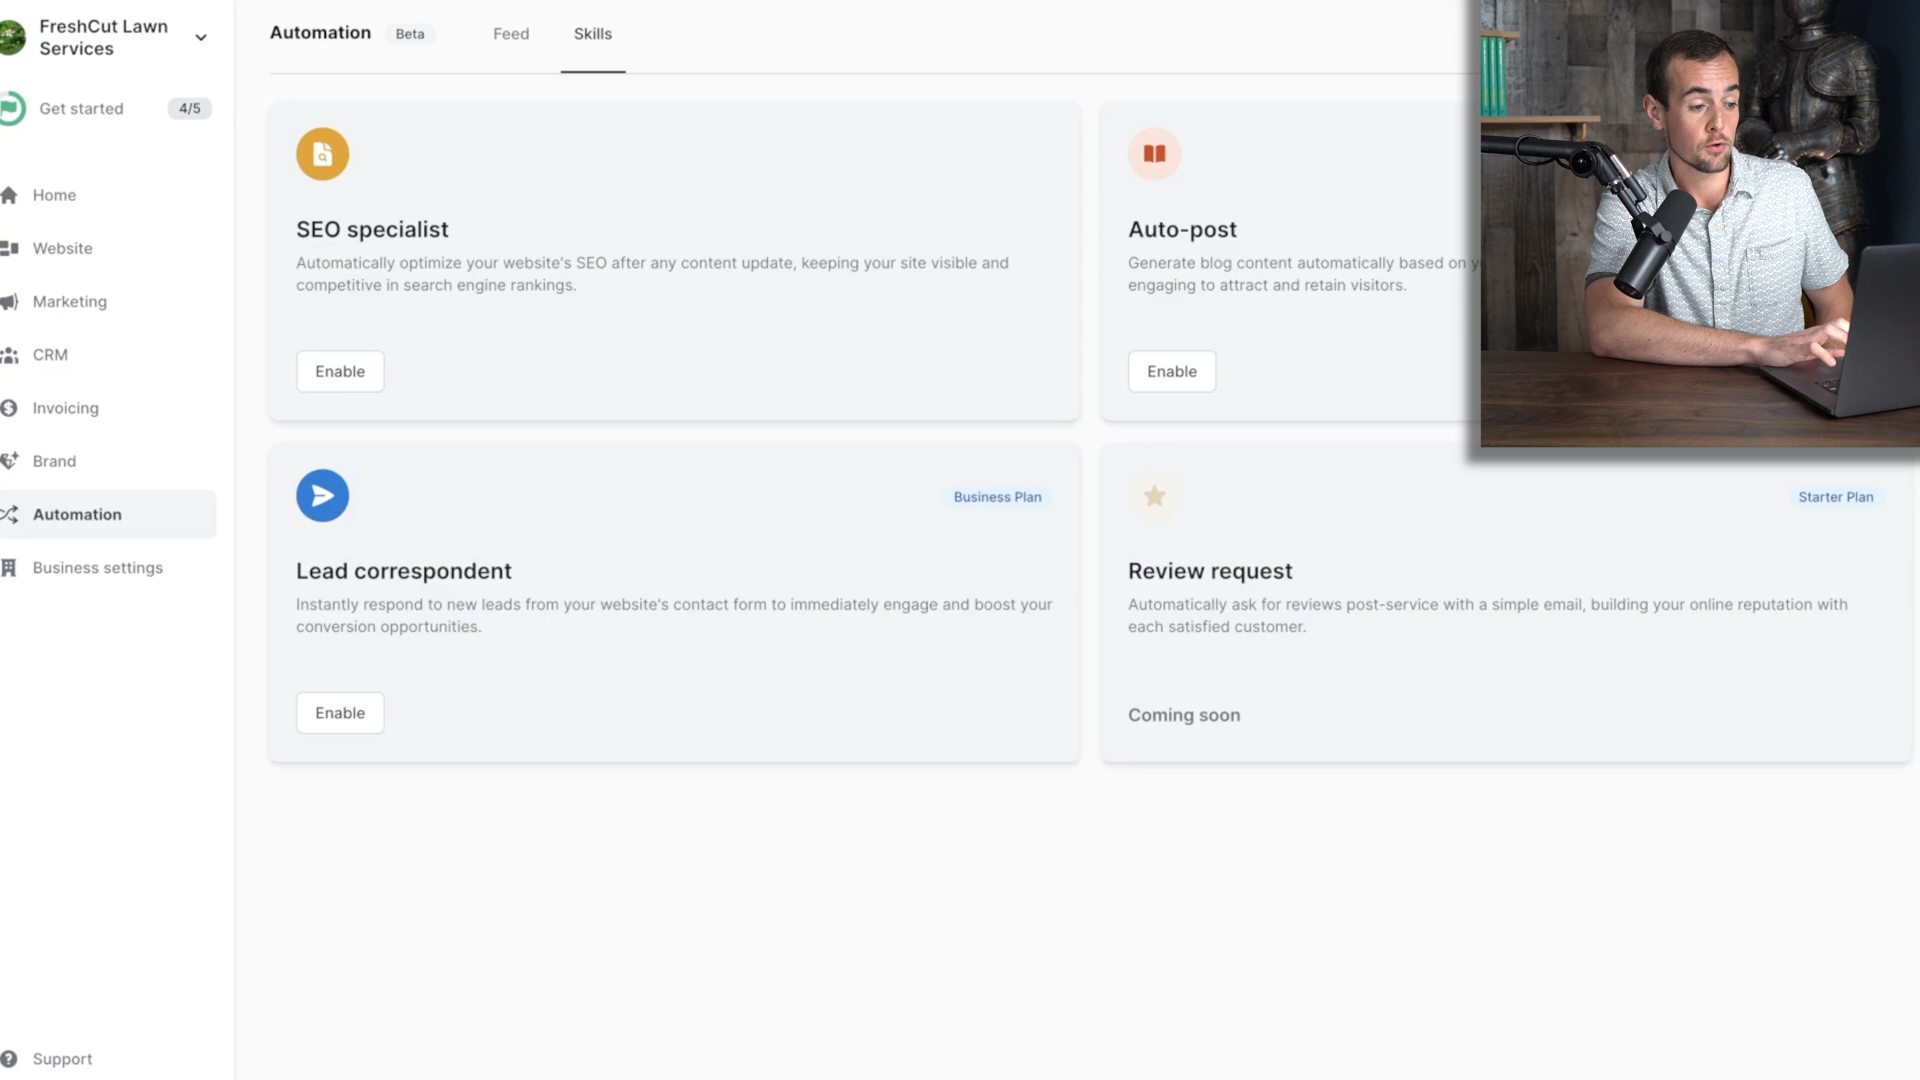 FreshCut Lawn
Services
Get started 4/5
Home
Website
Marketing
CRM
Invoicing
Brand
Automation
Business settings
Support
Automation Beta Feed Skills
SEO specialist
Automatically optimize your website's SEO after any content update, keeping your site visible and
competitive in search engine rankings.
Enable
Auto-post
Generate blog content automatically based on
engaging to attract and retain visitors.
Enable
Business Plan
Lead correspondent
Instantly respond to new leads from your website's contact form to immediately engage and boost your
conversion opportunities.
Enable
Starter Plan
Review request
Automatically ask for reviews post-service with a simple email, building your online reputation with
each satisfied customer.
Coming soon